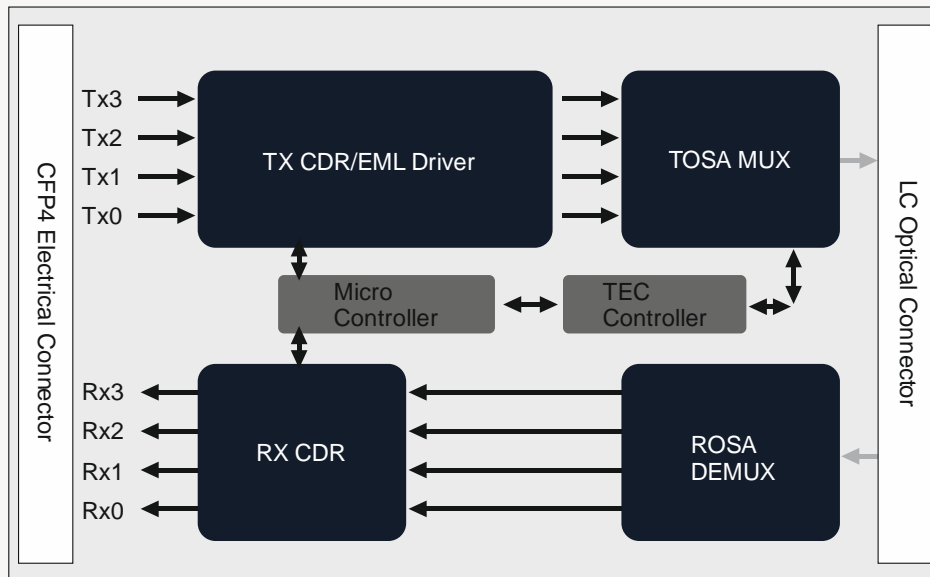 CFP4 Electrical Connector
Tx3
Tx2
Tx1
Tx0
TX CDR/EML Driver
TOSA MUX
LC Optical Connector
Micro
Controller
TEC
Controller
Rx3
Rx2
Rx1
Rx0
RX CDR
ROSA
DEMUX